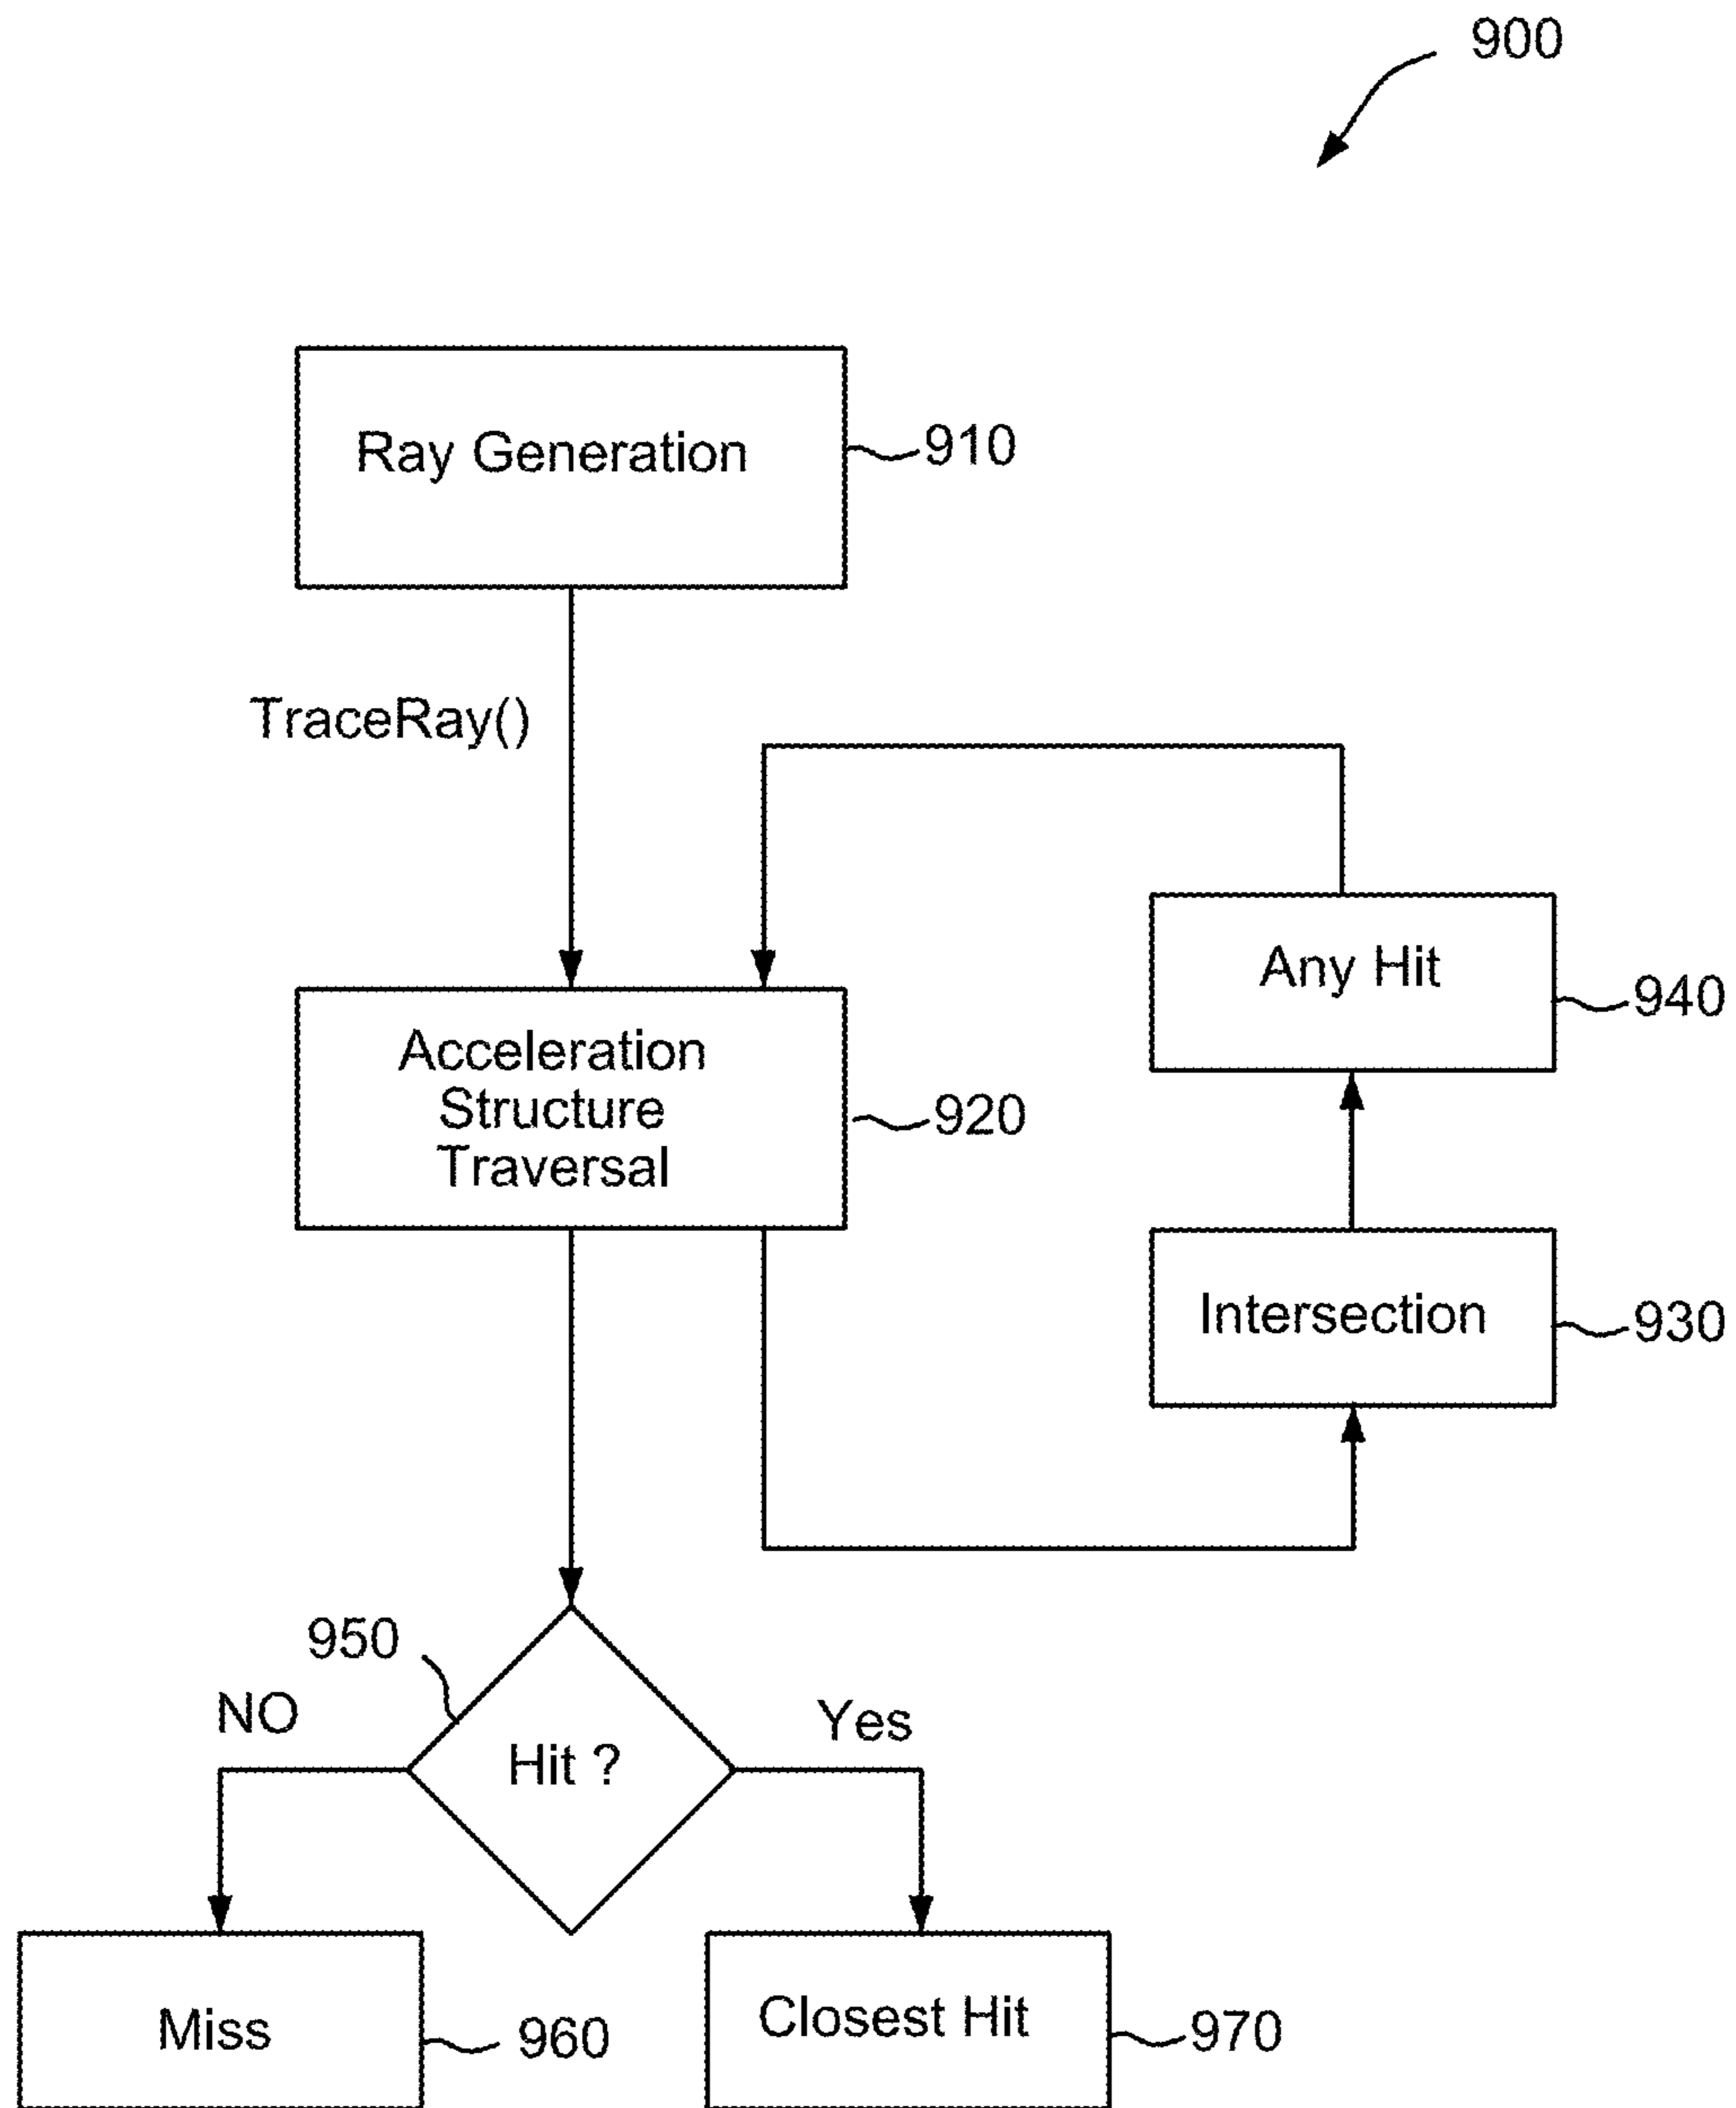 900
Ray Generation
910
TraceRay()
Any Hit
940
Acceleration
Structure
Traversal
920
Intersection
930
950
NO
Yes
Hit ?
Miss
960
Closest Hit
970